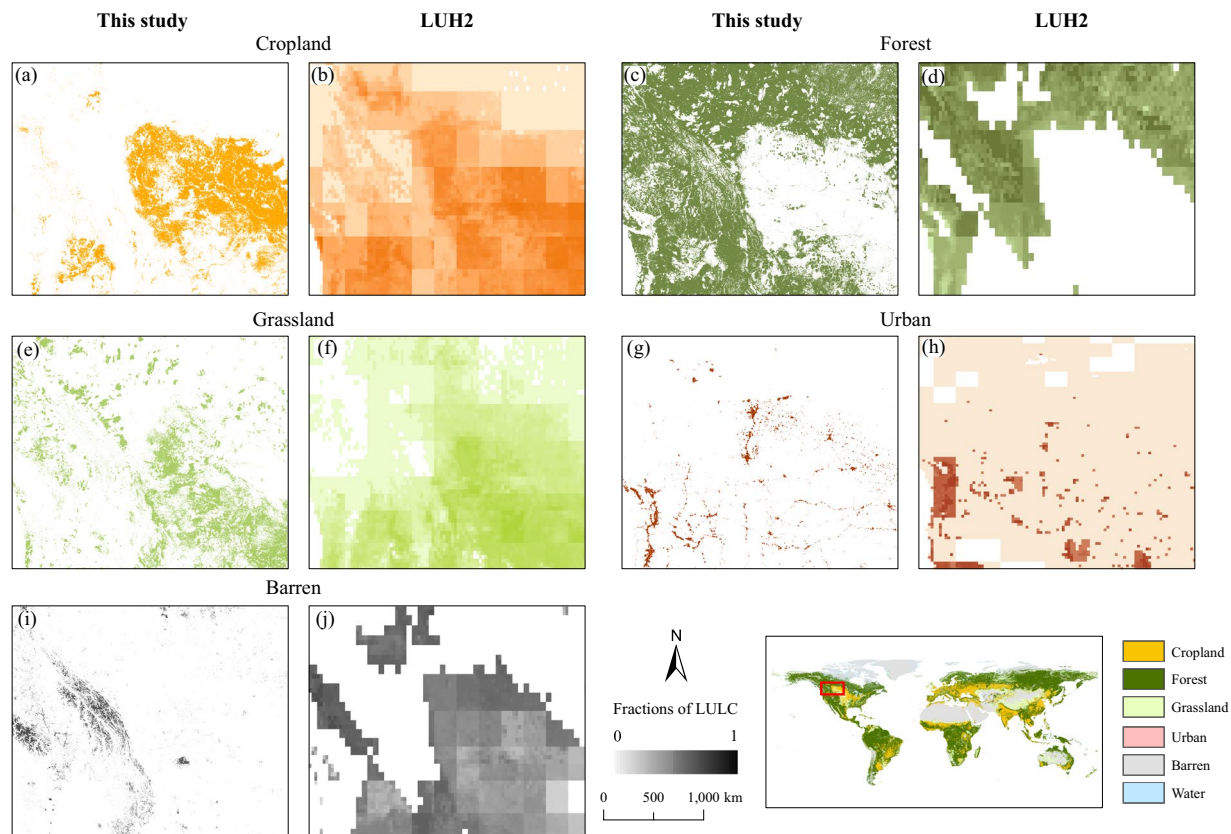 This study LUH2 This study LUH2
Cropland Forest
(a) (b) (c) (d)
Grassland Urban
(e) (f) (g) (h)
Barren
(i) (j)
N
Fractions of LULC
0 1
0 500 1,000 km
Cropland
Forest
Grassland
Urban
Barren
Water